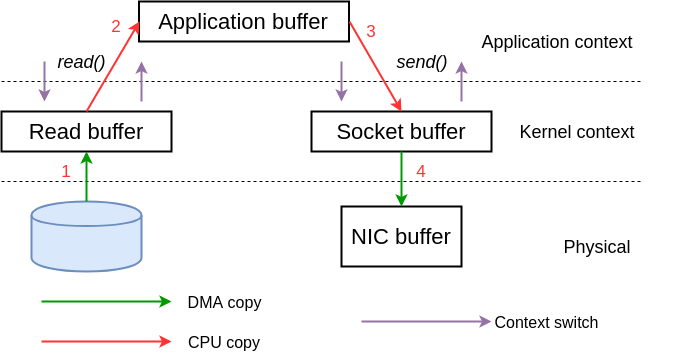 Application buffer
2
3
read()
send()
Application context
Read buffer
Socket buffer
Kernel context
1
4
NIC buffer
Physical
DMA copy
CPU copy
Context switch